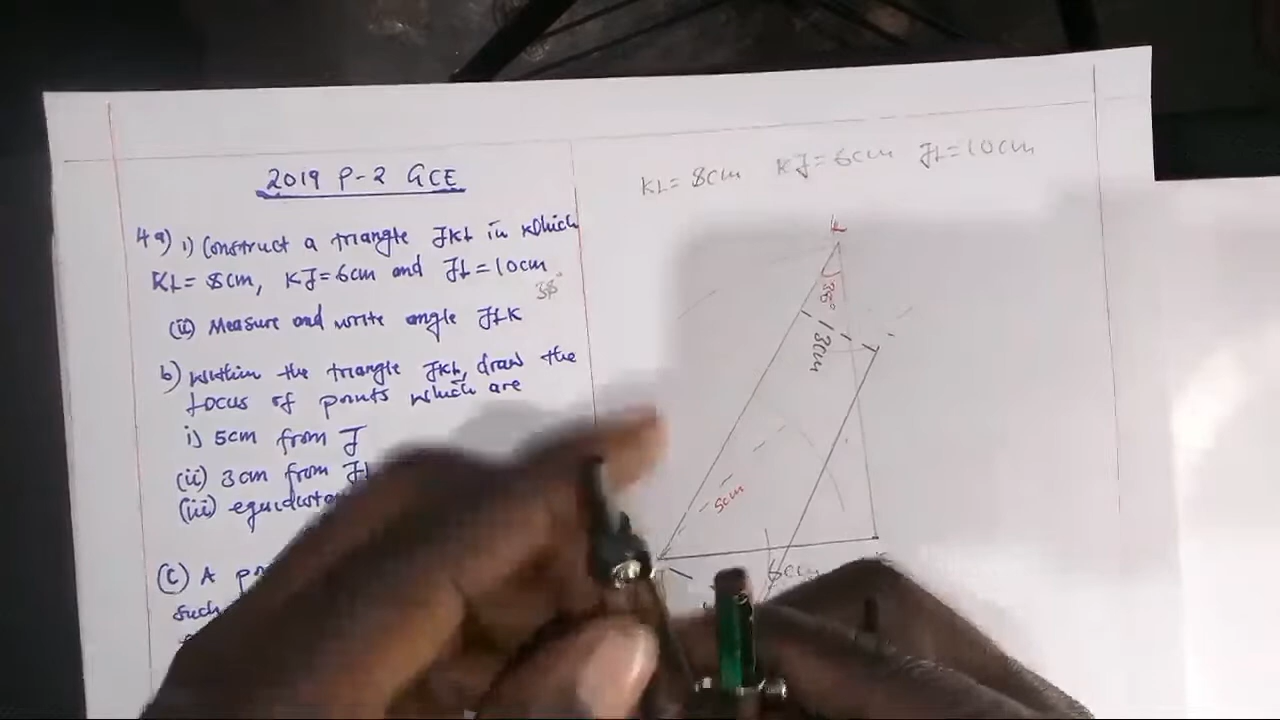 2019 P-2 GCE
4a) i) Construct a triangle JKL in which
KL = 8cm, KJ = 6cm and JL = 10cm
38°
(ii) Measure and write angle JLK
b) Within the triangle JKL, draw the
locus of points which are
i) 5cm from J
(ii) 3cm from
(iii)
(c) A
such
KL = 8cm KJ = 6cm JL = 10cm
L
38°
3cm
5cm
6cm